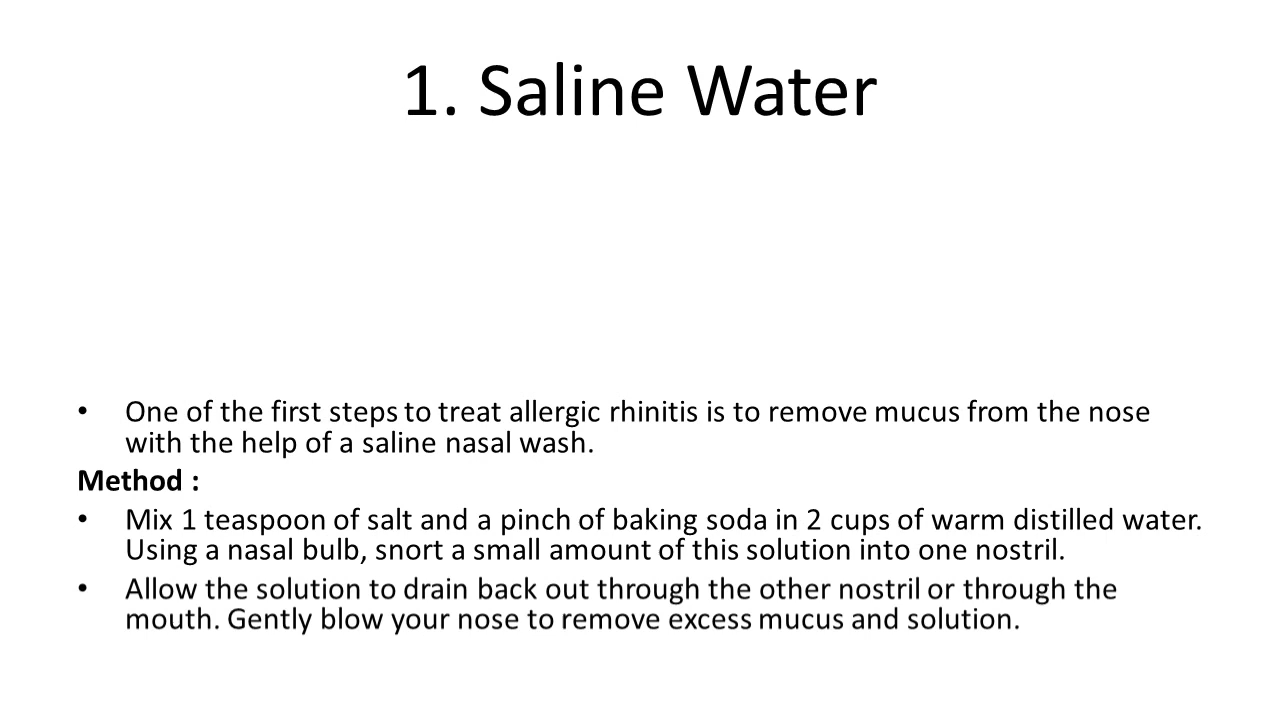 1. Saline Water
• One of the first steps to treat allergic rhinitis is to remove mucus from the nose
with the help of a saline nasal wash.
Method :
• Mix 1 teaspoon of salt and a pinch of baking soda in 2 cups of warm distilled water.
Using a nasal bulb, snort a small amount of this solution into one nostril.
• Allow the solution to drain back out through the other nostril or through the
mouth. Gently blow your nose to remove excess mucus and solution.